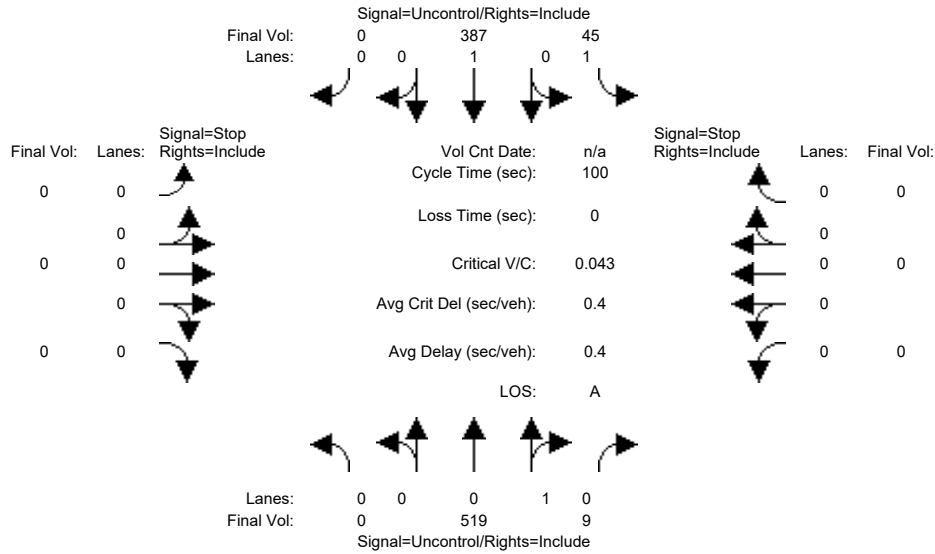 Signal=Uncontrol/Rights=Include
Final Vol: 0 387 45
Lanes: 0 0 1 0 1
Signal=Stop
Final Vol: Lanes: Rights=Include
Vol Cnt Date: n/a
Signal=Stop
Rights=Include Lanes: Final Vol:
Cycle Time (sec): 100
0 0
0 0
Loss Time (sec): 0
0
0
0 0
Critical V/C: 0.043
0 0
0
Avg Crit Del (sec/veh): 0.4
0
0 0
Avg Delay (sec/veh): 0.4
0 0
LOS: A
Lanes: 0 0 0 1 0
Final Vol: 0 519 9
Signal=Uncontrol/Rights=Include